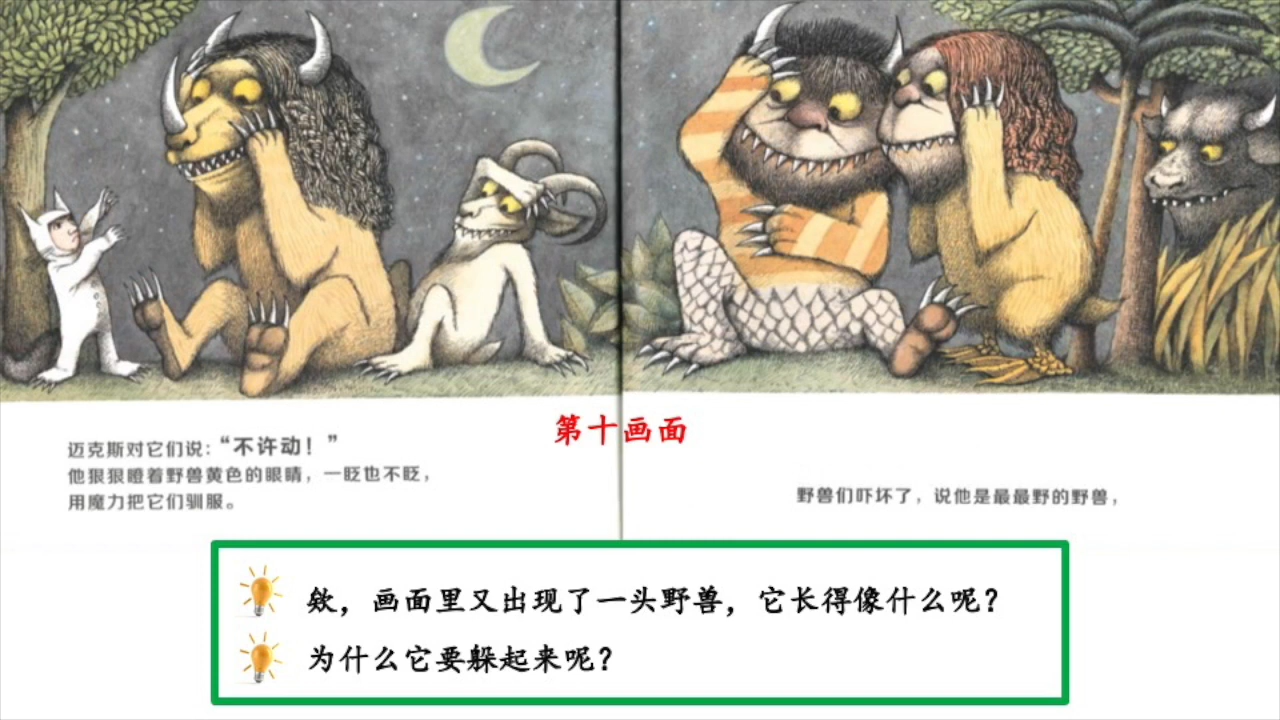 迈克斯对它们说：“不许动！”
他狠狠瞪着野兽黄色的眼睛，一眨也不眨，
用魔力把它们驯服。
第十画面
野兽们吓坏了，说他是最最野的野兽，
欸，画面里又出现了一头野兽，它长得像什么呢？
为什么它要躲起来呢？